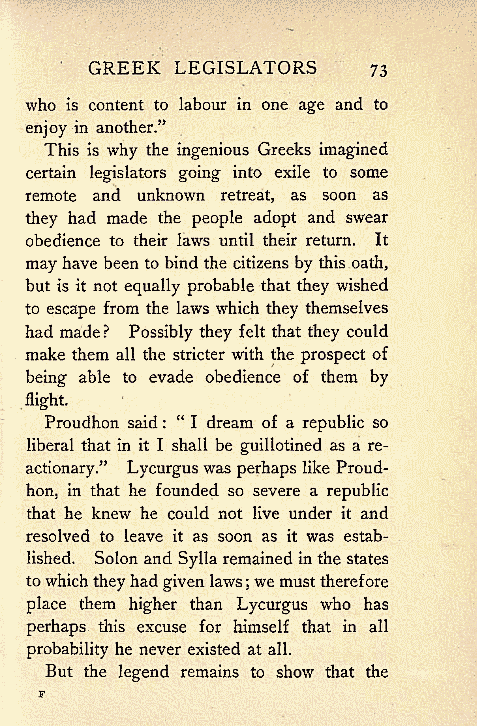 GREEK LEGISLATORS 73
who is content to labour in one age and to
enjoy in another.”
This is why the ingenious Greeks imagined
certain legislators going into exile to some
remote and unknown retreat, as soon as
they had made the people adopt and swear
obedience to their laws until their return. It
may have been to bind the citizens by this oath,
but is it not equally probable that they wished
to escape from the laws which they themselves
had made? Possibly they felt that they could
make them all the stricter with the prospect of
being able to evade obedience of them by
flight.
Proudhon said: “ I dream of a republic so
liberal that in it I shall be guillotined as a re-
actionary.” Lycurgus was perhaps like Proud-
hon, in that he founded so severe a republic
that he knew he could not live under it and
resolved to leave it as soon as it was estab-
lished. Solon and Sylla remained in the states
to which they had given laws; we must therefore
place them higher than Lycurgus who has
perhaps this excuse for himself that in all
probability he never existed at all.
But the legend remains to show that the
F